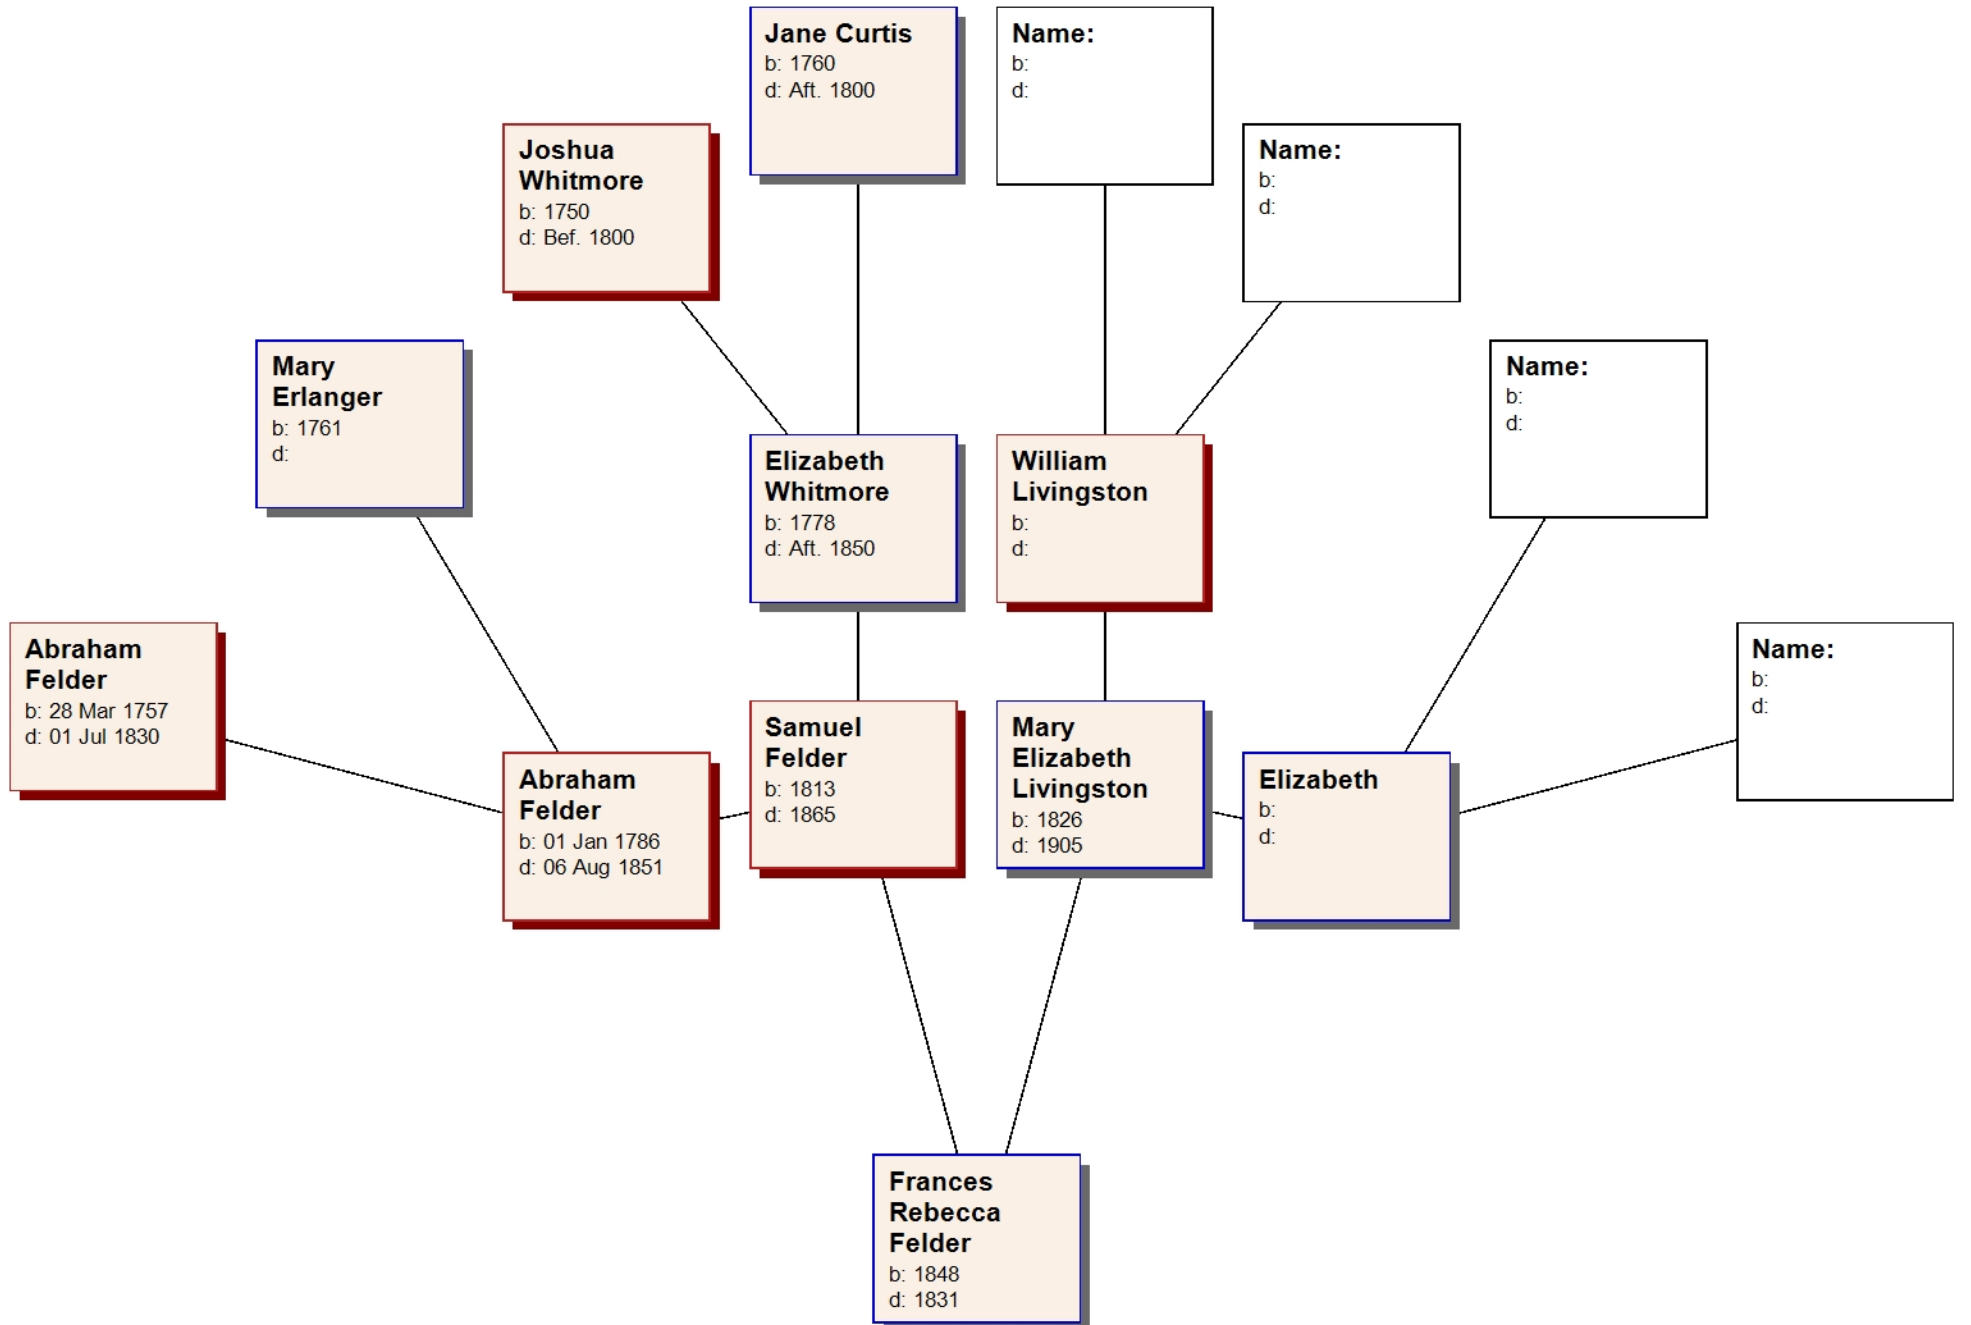 Jane Curtis
b: 1760
d: Aft. 1800
Name:
b:
d:
Joshua
Whitmore
b: 1750
d: Bef. 1800
Name:
b:
d:
Mary
Erlanger
b: 1761
d:
Name:
b:
d:
Elizabeth
Whitmore
b: 1778
d: Aft. 1850
William
Livingston
b:
d:
Abraham
Felder
b: 28 Mar 1757
d: 01 Jul 1830
Name:
b:
d:
Samuel
Felder
b: 1813
d: 1865
Mary
Elizabeth
Livingston
b: 1826
d: 1905
Abraham
Felder
b: 01 Jan 1786
d: 06 Aug 1851
Elizabeth
b:
d:
Frances
Rebecca
Felder
b: 1848
d: 1831